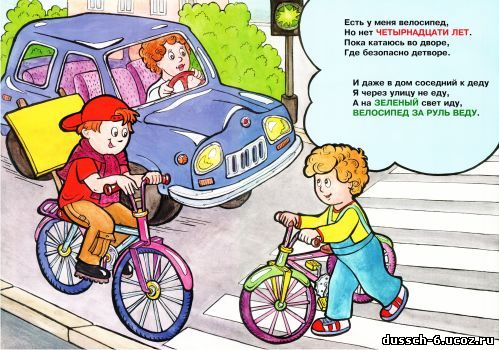 Есть у меня велосипед,
Но нет ЧЕТЫРНАДЦАТИ ЛЕТ.
Пока катаюсь во дворе,
Где безопасно детворе.
И даже в дом соседний к деду
Я через улицу не еду,
А на ЗЕЛЕНЫЙ свет иду,
ВЕЛОСИПЕД ЗА РУЛЬ ВЕДУ.
dussch-6.ucoz.ru